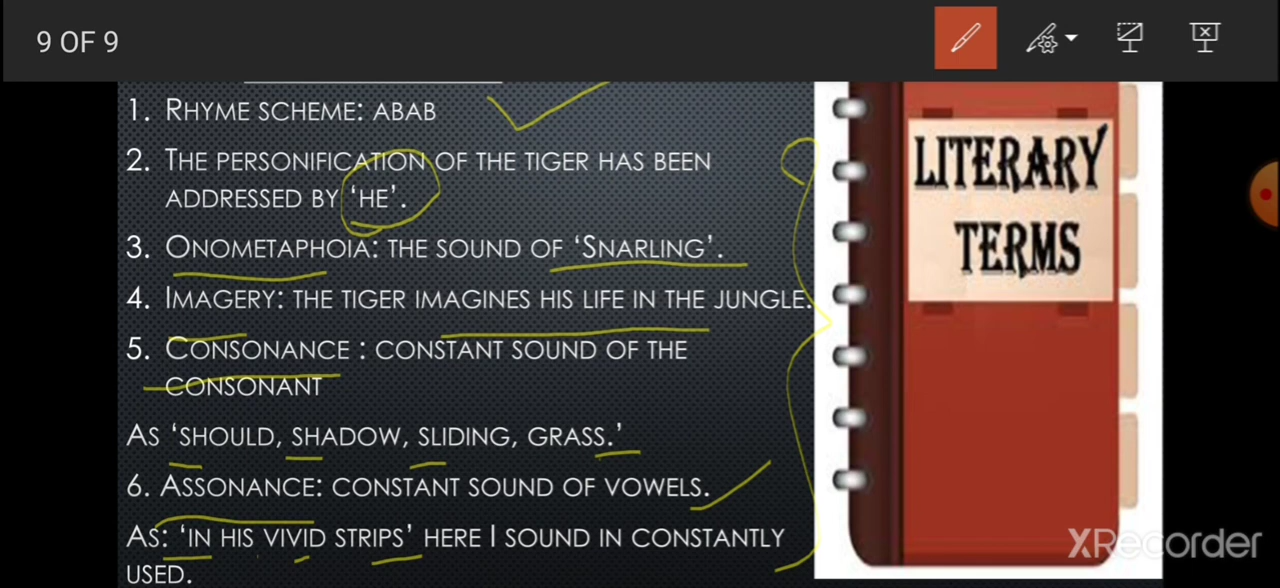 9 OF 9
1. RHYME SCHEME: ABAB
2. THE PERSONIFICATION OF THE TIGER HAS BEEN
ADDRESSED BY ‘HE’.
3. ONOMETAPHOIA: THE SOUND OF ‘SNARLING’.
4. IMAGERY: THE TIGER IMAGINES HIS LIFE IN THE JUNGLE.
5. CONSONANCE : CONSTANT SOUND OF THE
CONSONANT
AS ‘SHOULD, SHADOW, SLIDING, GRASS.’
6. ASSONANCE: CONSTANT SOUND OF VOWELS.
AS: ‘IN HIS VIVID STRIPS’ HERE I SOUND IN CONSTANTLY
USED.
LITERARY
TERMS
XRecorder